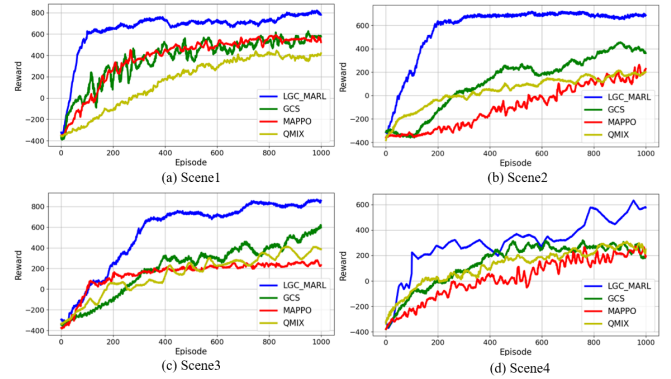 800
600
400
200
0
−200
−400
Reward
0
200
400
600
800
1000
Episode
LGC_MARL
GCS
MAPPO
QMIX
(a) Scene1
800
600
400
200
0
−200
−400
Reward
0
200
400
600
800
1000
Episode
LGC_MARL
GCS
MAPPO
QMIX
(b) Scene2
800
600
400
200
0
−200
−400
Reward
0
200
400
600
800
1000
Episode
LGC_MARL
GCS
MAPPO
QMIX
(c) Scene3
600
400
200
0
−200
−400
Reward
0
200
400
600
800
1000
Episode
LGC_MARL
GCS
MAPPO
QMIX
(d) Scene4